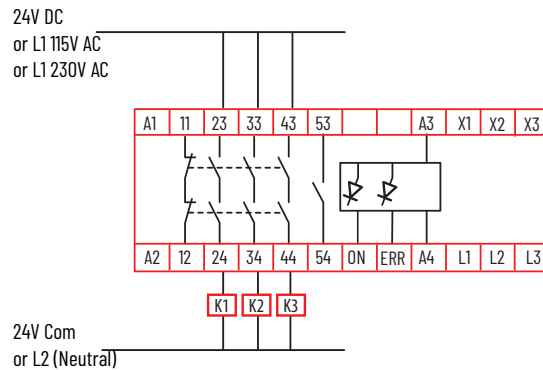 24V DC
or L1 115V AC
or L1 230V AC
A1 11 23 33 43 53 A3 X1 X2 X3
A2 12 24 34 44 54 ON ERR A4 L1 L2 L3
K1 K2 K3
24V Com
or L2 (Neutral)